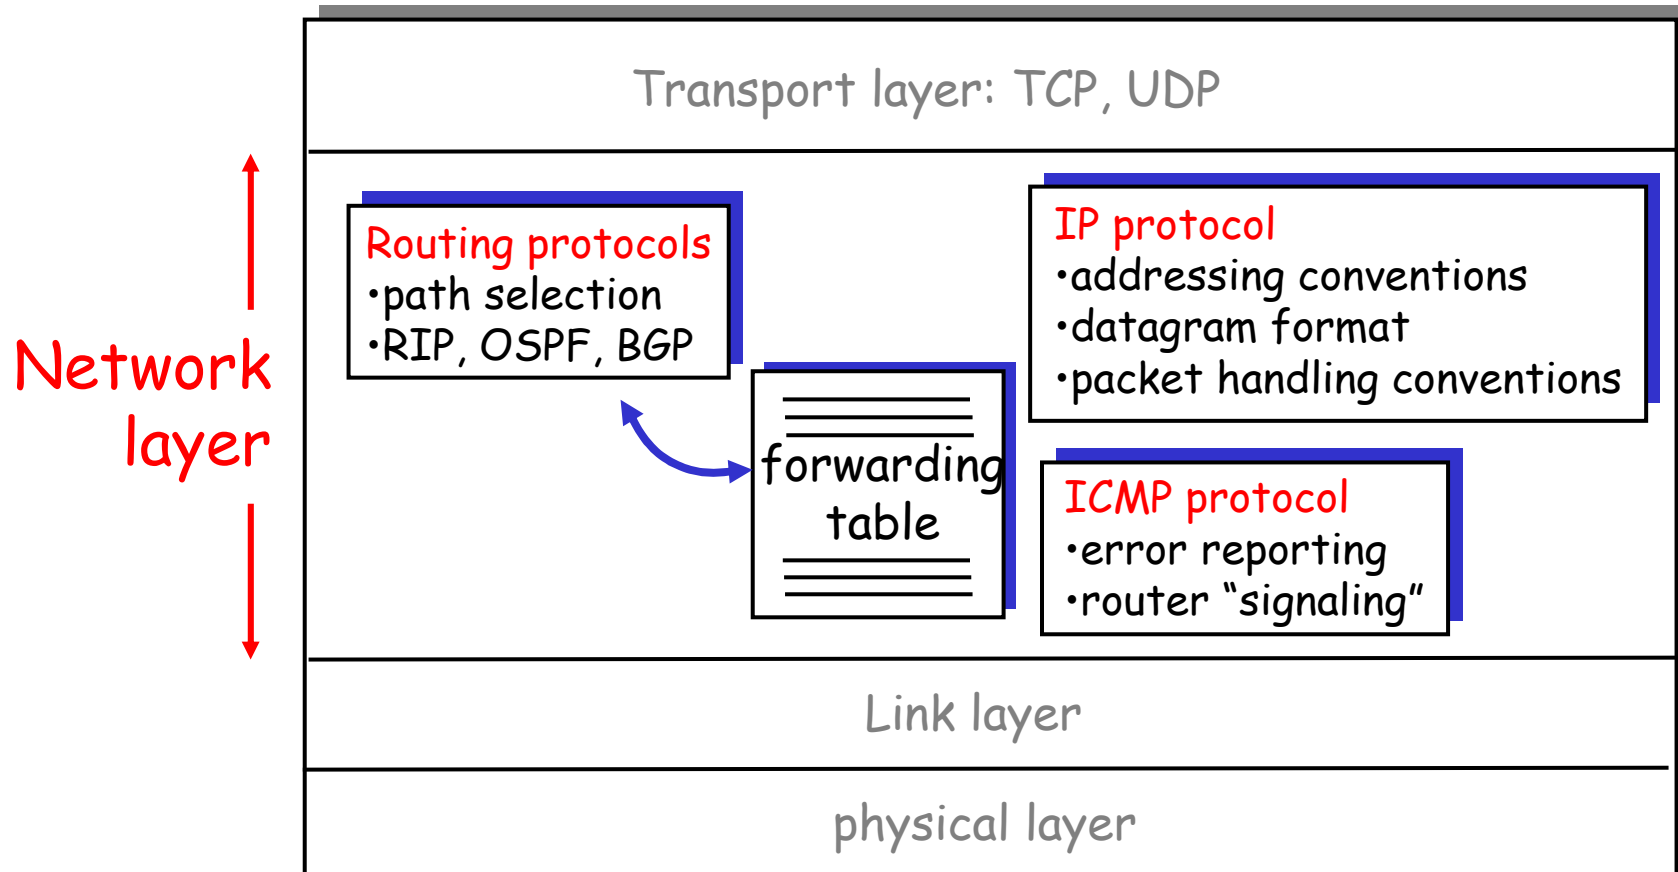 Transport layer: TCP, UDP
Network
layer
Routing protocols
•path selection
•RIP, OSPF, BGP
forwarding
table
IP protocol
•addressing conventions
•datagram format
•packet handling conventions
ICMP protocol
•error reporting
•router “signaling”
Link layer
physical layer